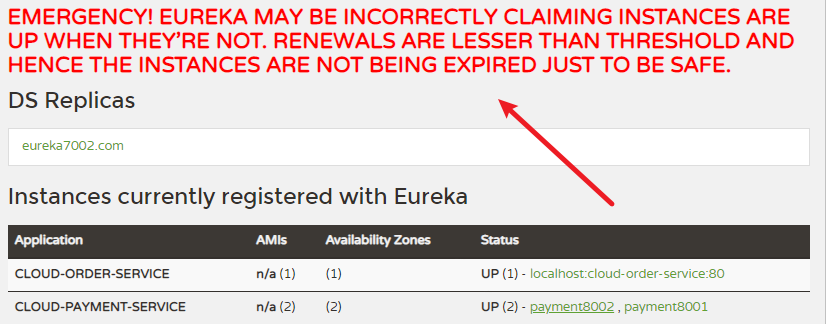 EMERGENCY! EUREKA MAY BE INCORRECTLY CLAIMING INSTANCES ARE
UP WHEN THEY’RE NOT. RENEWALS ARE LESSER THAN THRESHOLD AND
HENCE THE INSTANCES ARE NOT BEING EXPIRED JUST TO BE SAFE.
DS Replicas
eureka7002.com
Instances currently registered with Eureka
Application AMIs Availability Zones Status
CLOUD-ORDER-SERVICE n/a (1) (1) UP (1) - localhost:cloud-order-service:80
CLOUD-PAYMENT-SERVICE n/a (2) (2) UP (2) - payment8002 , payment8001